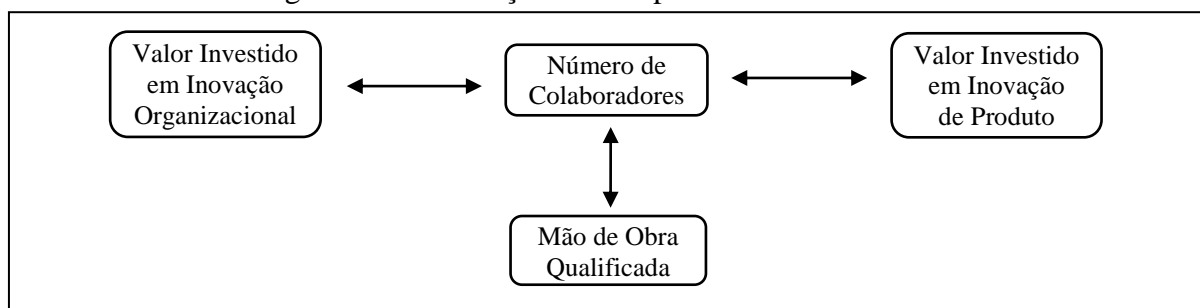 Valor Investido
em Inovação
Organizacional
Número de
Colaboradores
Valor Investido
em Inovação
de Produto
Mão de Obra
Qualificada